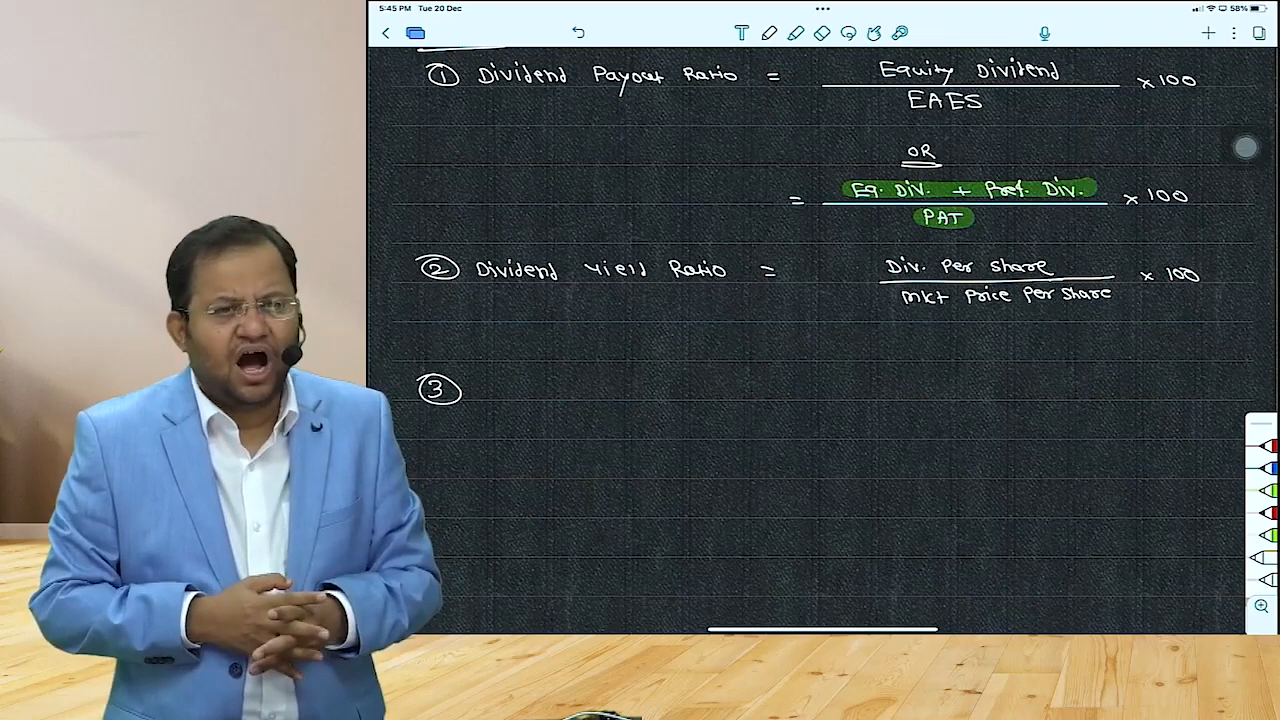 5:45 PM Tue 20 Dec
58%
① Dividend Payout Ratio = Equity Dividend / EAES × 100
OR
= Eq. Div. + Pref. Div. / PAT × 100
② Dividend Yield Ratio = Div. Per Share / Mkt Price Per Share × 100
③